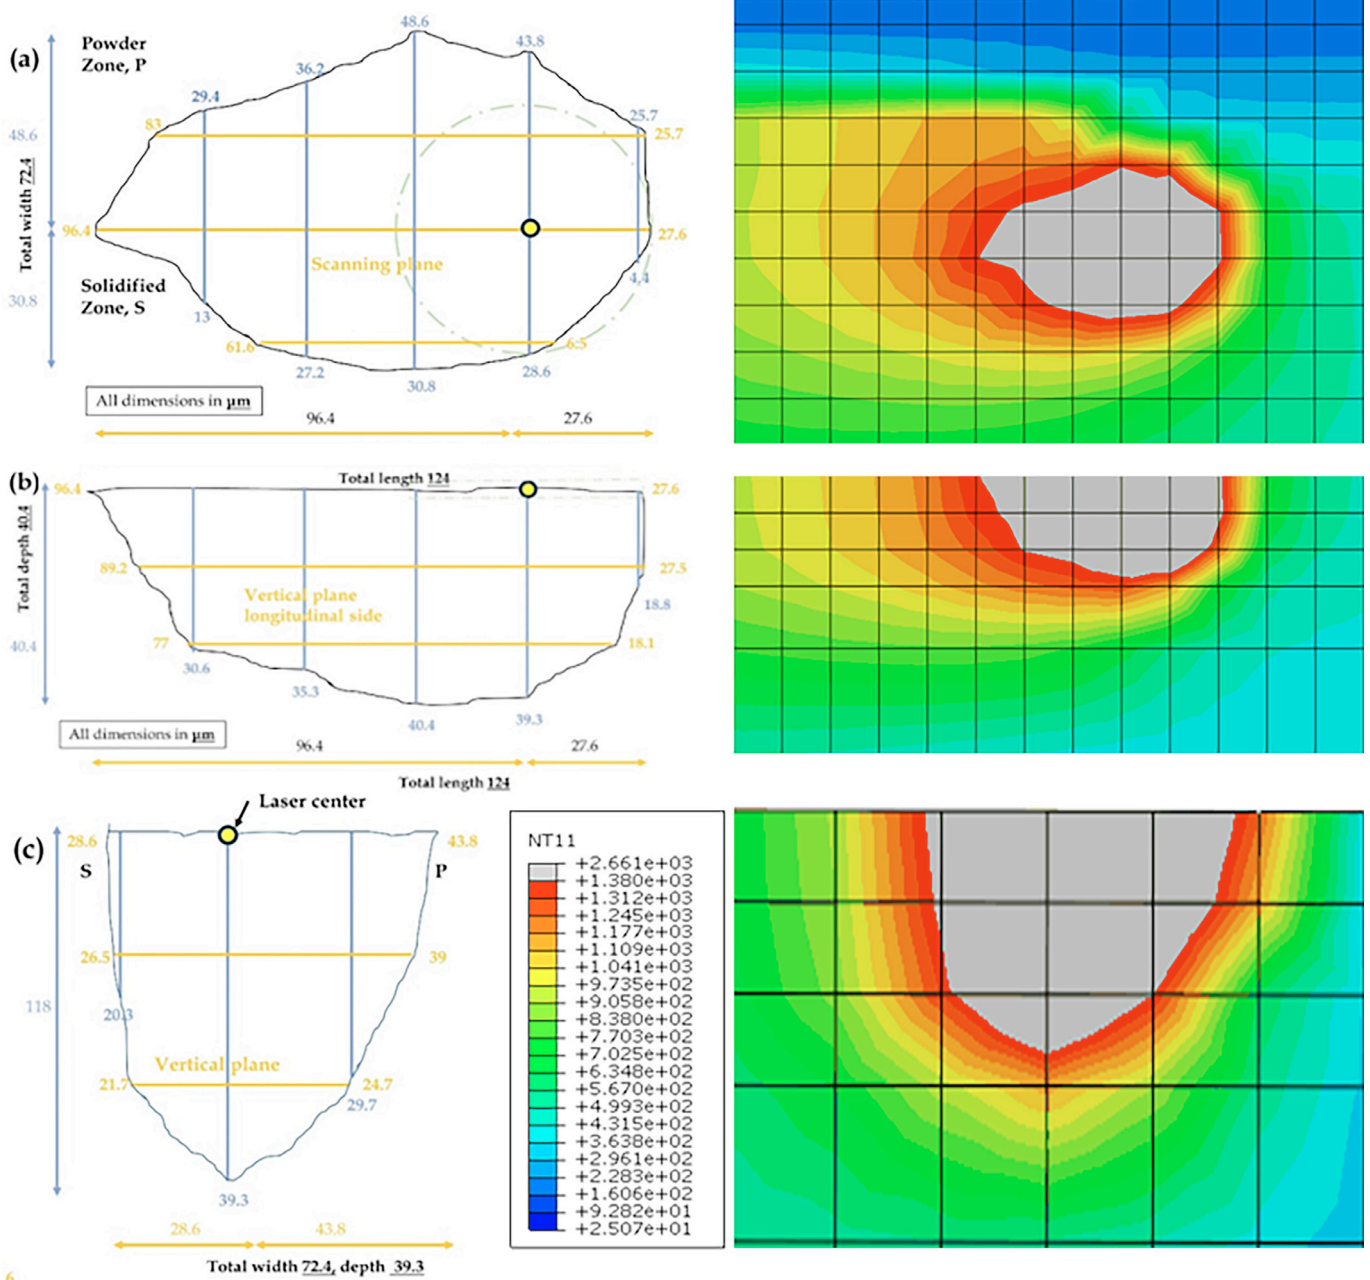 (a)
Powder
Zone, P
48.6
43.8
36.2
29.4
25.7
83
25.7
48.6
Total width 72.4
96.4
27.6
Scanning plane
4,4
Solidified
Zone, S
30.8
13
61.6
6.5
27.2
30.8
28.6
All dimensions in µm
96.4
27.6
(b)
Total length 124
96.4
27.6
Total depth 40.4
89.2
27.5
Vertical plane
longitudinal side
18.8
40.4
77
18.1
30.6
35.3
40.4
39.3
All dimensions in µm
96.4
27.6
Total length 124
Laser center
(c)
28.6
43.8
S
P
26.5
39
118
20.3
Vertical plane
21.7
24.7
29.7
39.3
28.6
43.8
Total width 72.4, depth 39.3
6
NT11
+2.661e+03
+1.380e+03
+1.312e+03
+1.245e+03
+1.177e+03
+1.109e+03
+1.041e+03
+9.735e+02
+9.058e+02
+8.380e+02
+7.703e+02
+7.025e+02
+6.348e+02
+5.670e+02
+4.993e+02
+4.315e+02
+3.638e+02
+2.961e+02
+2.283e+02
+1.606e+02
+9.282e+01
+2.507e+01